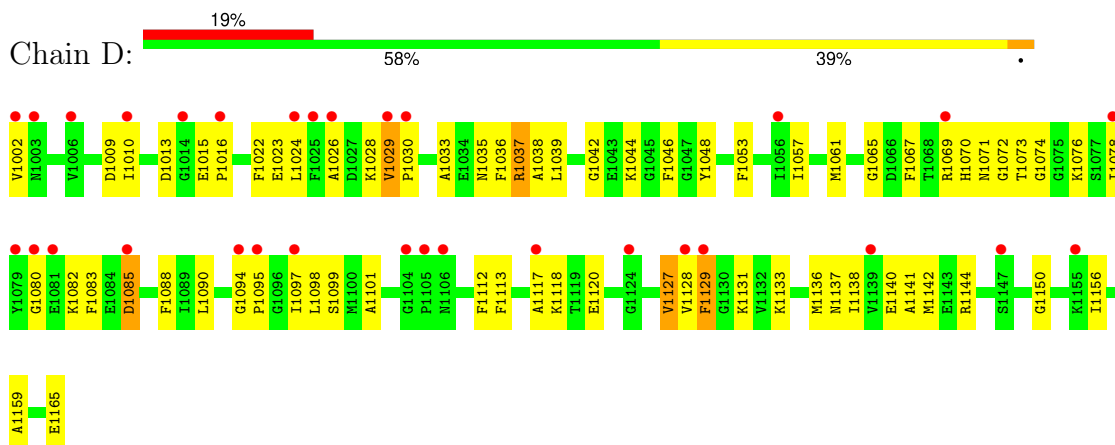 19%
Chain D:
58% 39% •
V1002 N1003 V1006 D1009 I1010 D1013 G1014 E1015 P1016 F1022 E1023 L1024 F1025 A1026 D1027 K1028 V1029 P1030 A1033 E1034 N1035 F1036 R1037 A1038 L1039 G1042 E1043 K1044 G1045 F1046 G1047 Y1048 F1053 I1056 I1057 M1061 G1065 D1066 F1067 T1068 R1069 H1070 N1071 G1072 T1073 G1074 G1075 K1076 S1077 I1078
Y1079 G1080 E1081 K1082 F1083 E1084 D1085 F1088 I1089 L1090 G1094 P1095 G1096 I1097 L1098 S1099 M1100 A1101 G1104 P1105 N1106 F1112 F1113 A1117 K1118 T1119 E1120 G1124 V1127 V1128 F1129 G1130 K1131 V1132 K1133 M1136 N1137 I1138 V1139 E1140 A1141 M1142 E1143 R1144 S1147 G1150 K1155 I1156
A1159 E1165